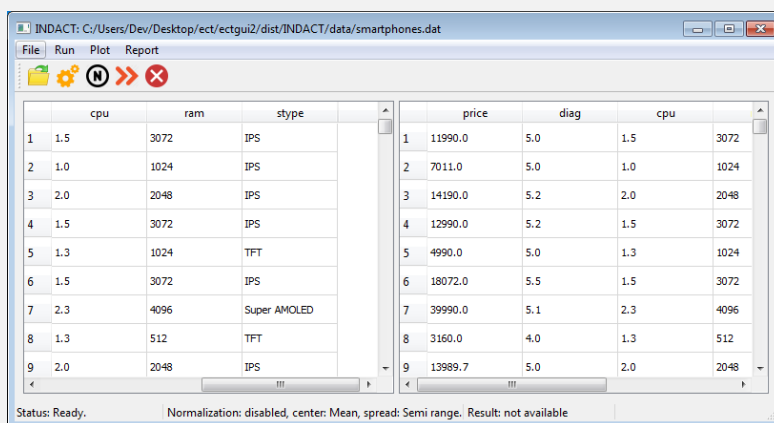 INDACT: C:/Users/Dev/Desktop/ect/ectgui2/dist/INDACT/data/smartphones.dat
File Run Plot Report
N
cpu ram stype price diag cpu
1 1.5 3072 IPS 1 11990.0 5.0 1.5 3072
2 1.0 1024 IPS 2 7011.0 5.0 1.0 1024
3 2.0 2048 IPS 3 14190.0 5.2 2.0 2048
4 1.5 3072 IPS 4 12990.0 5.2 1.5 3072
5 1.3 1024 TFT 5 4990.0 5.0 1.3 1024
6 1.5 3072 IPS 6 18072.0 5.5 1.5 3072
7 2.3 4096 Super AMOLED 7 39990.0 5.1 2.3 4096
8 1.3 512 TFT 8 3160.0 4.0 1.3 512
9 2.0 2048 IPS 9 13989.7 5.0 2.0 2048
Status: Ready. Normalization: disabled, center: Mean, spread: Semi range. Result: not available